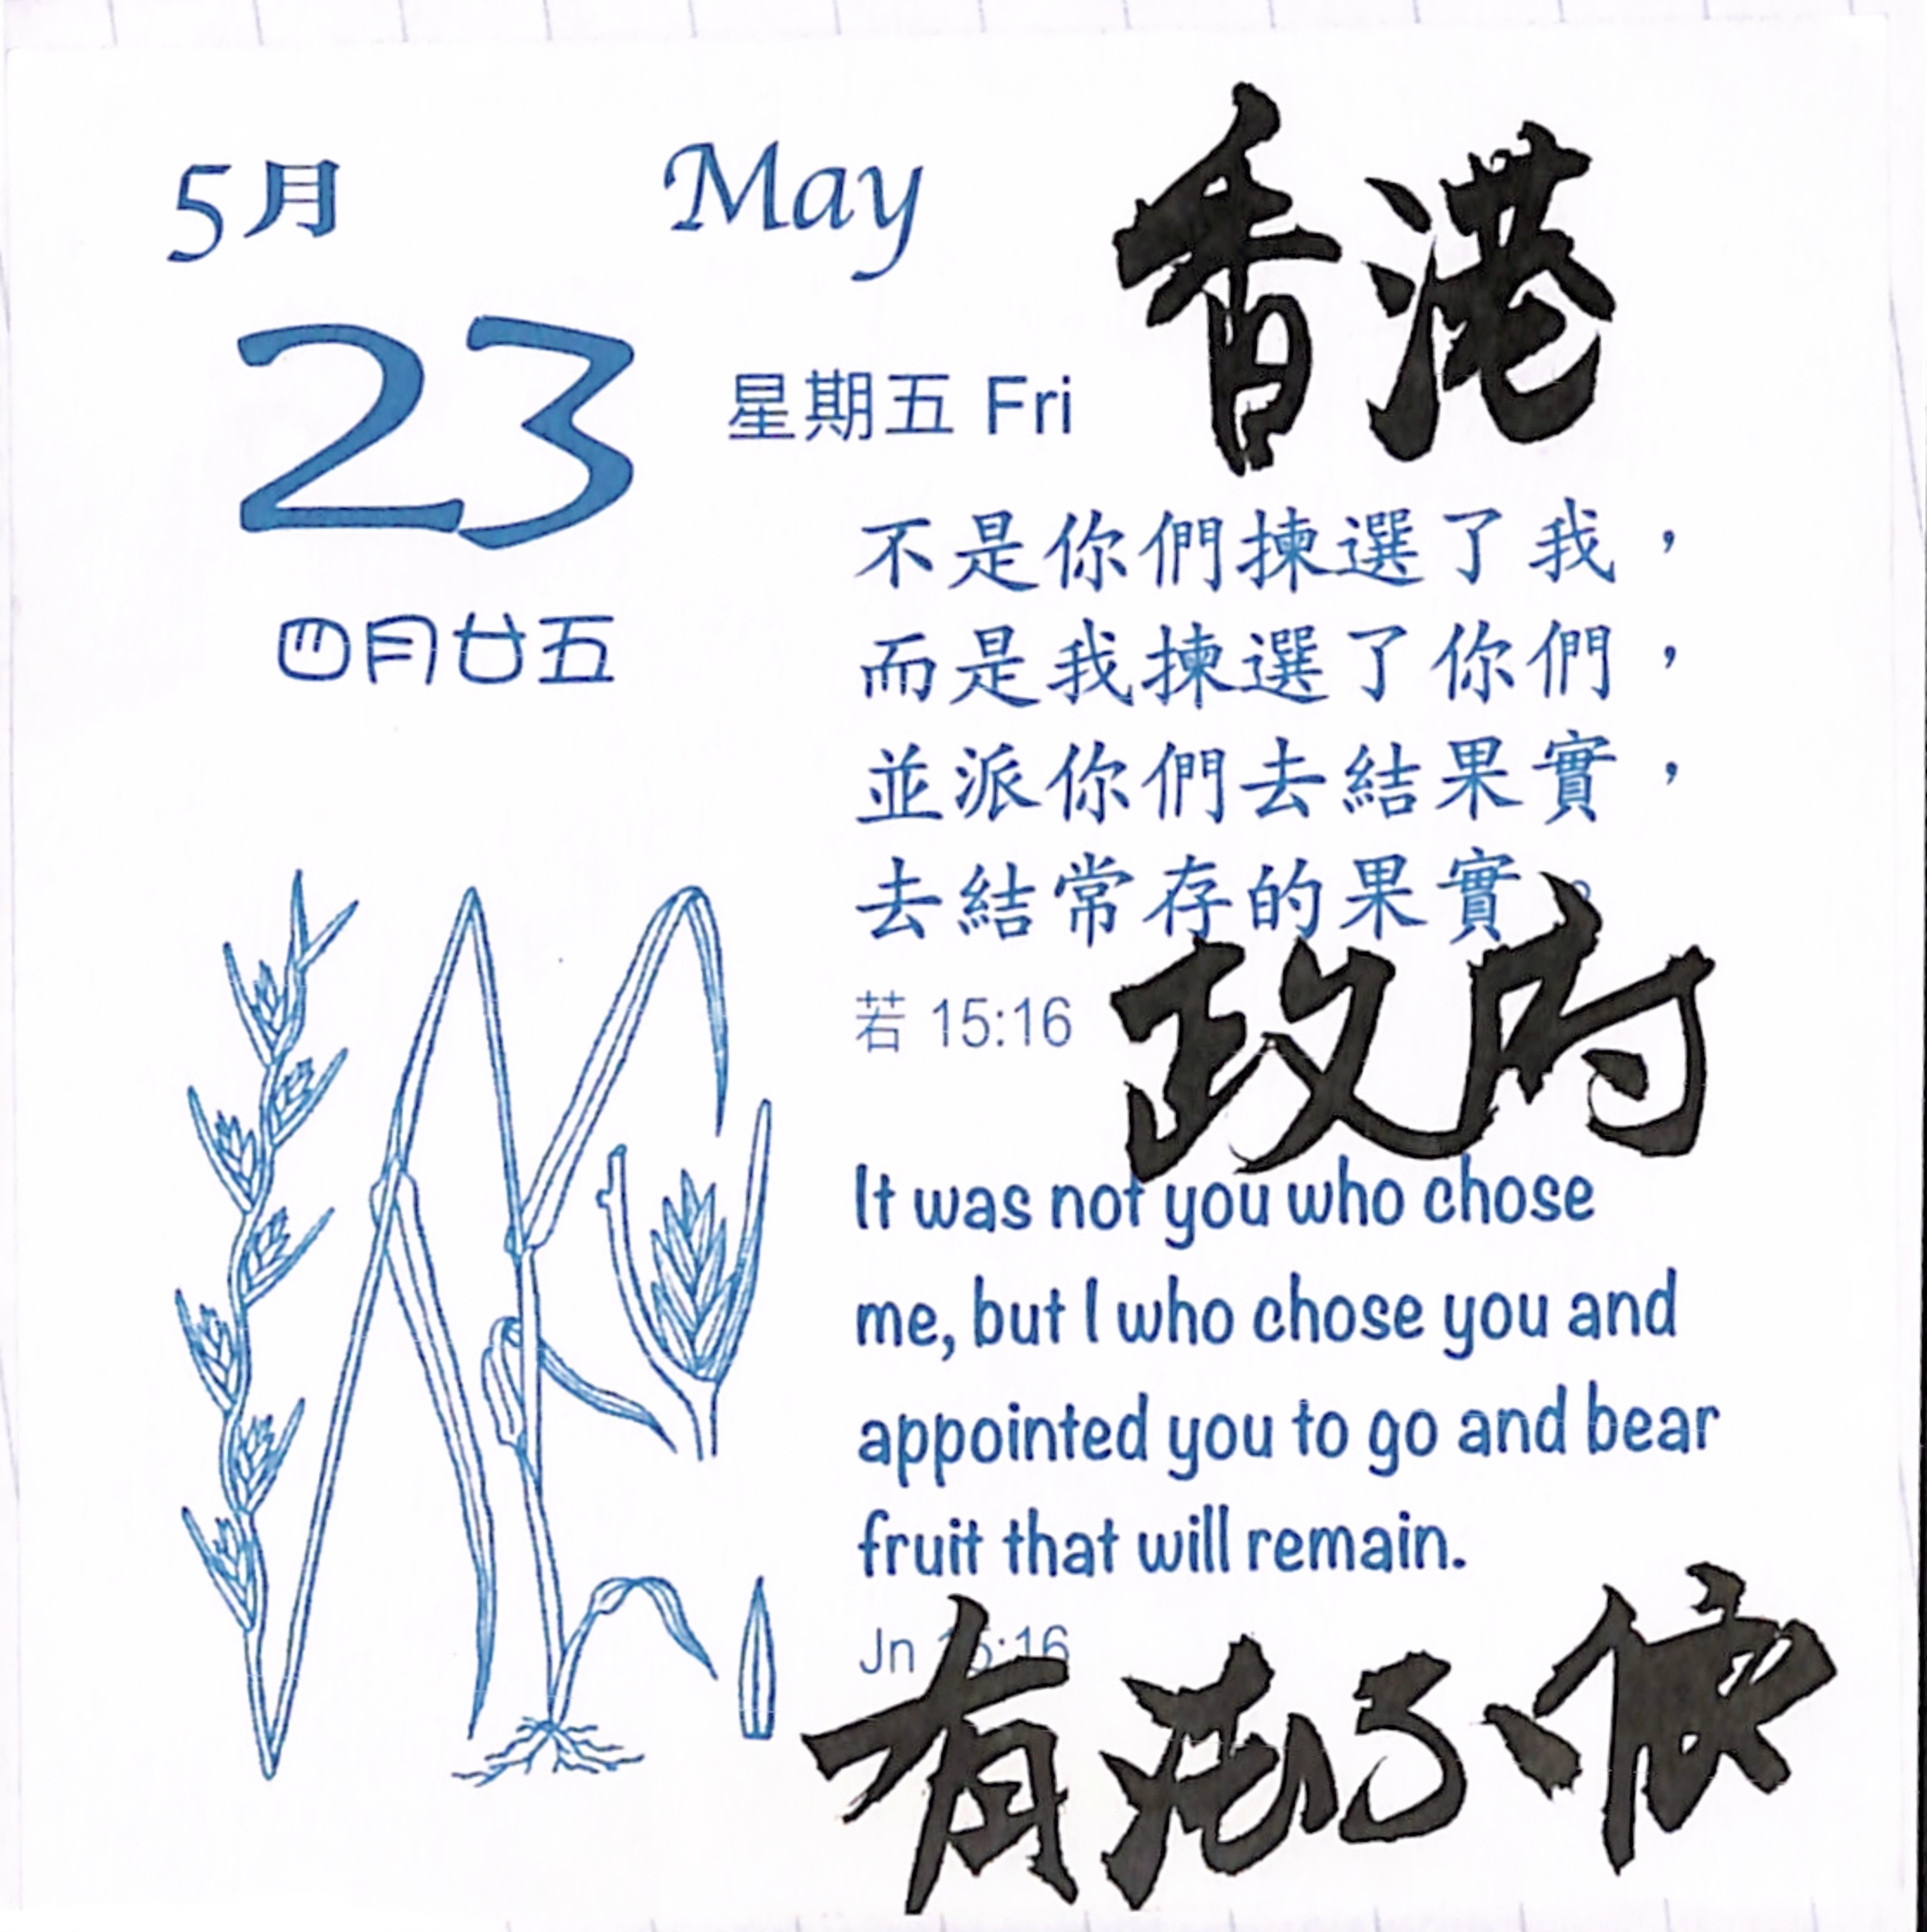 5月 May
香港
23
星期五 Fri
四月廿五
不是你們揀選了我，
而是我揀選了你們，
並派你們去結果實，
去結常存的果實。
若 15:16
政府
It was not you who chose
me, but I who chose you and
appointed you to go and bear
fruit that will remain.
Jn 15:16
有法不依